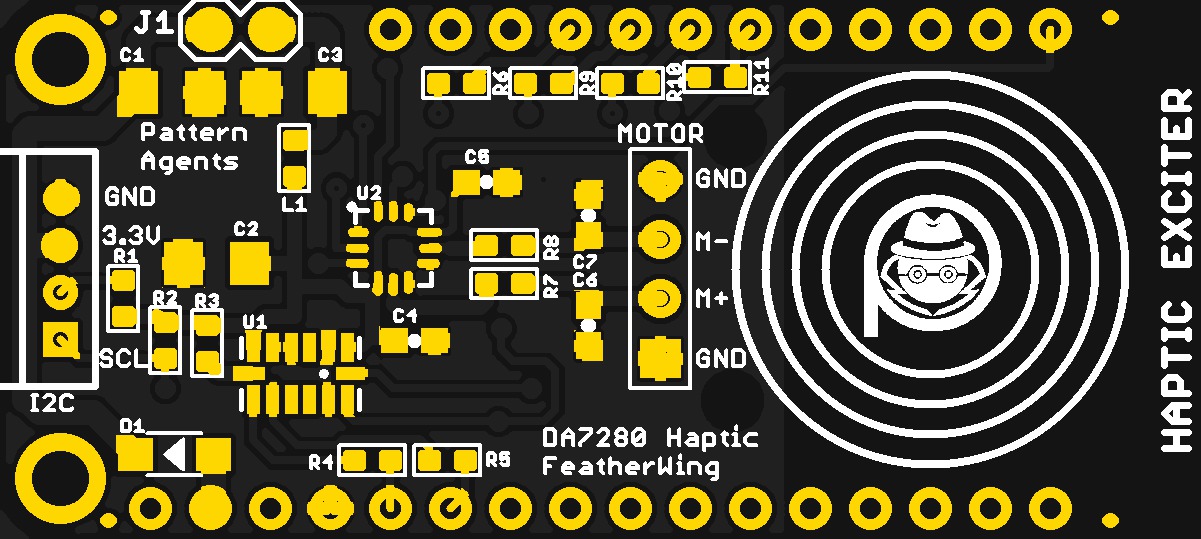 J1
C1
C3
R6
R9
R10
R11
Pattern
Agents
MOTOR
L1
C5
U2
GND
GND
3.3V
M-
C2
R1
R8
C7
C6
R7
R2
R3
M+
C4
U1
SCL
GND
I2C
D1
R4
R5
DA7280 Haptic
FeatherWing
HAPTIC EXCITER